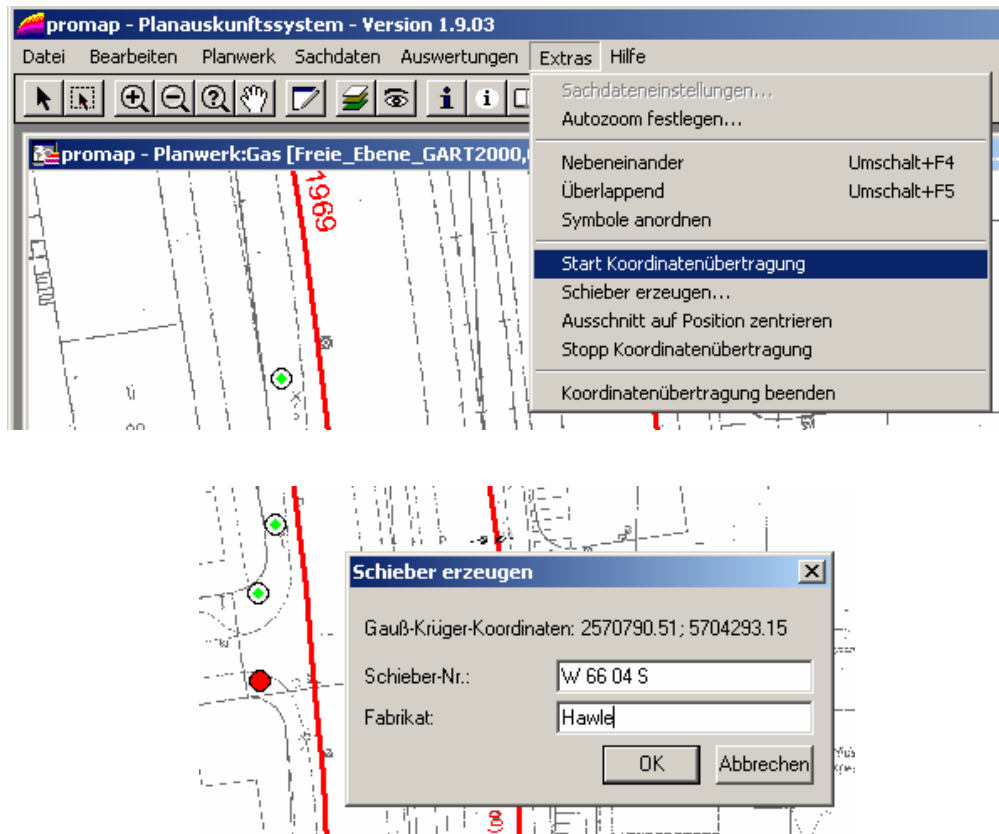 promap - Planauskunftssystem - Version 1.9.03
Datei Bearbeiten Planwerk Sachdaten Auswertungen Extras Hilfe
Sachdateneinstellungen...
Autozoom festlegen...
promap - Planwerk:Gas [Freie_Ebene_GART2000,
Nebeneinander Umschalt+F4
Überlappend Umschalt+F5
Symbole anordnen
1969
Start Koordinatenübertragung
Schieber erzeugen...
Ausschnitt auf Position zentrieren
Stopp Koordinatenübertragung
Koordinatenübertragung beenden
Schieber erzeugen
Gauß-Krüger-Koordinaten: 2570790.51; 5704293.15
Schieber-Nr.: W 66 04 S
Fabrikat: Hawle
OK Abbrechen